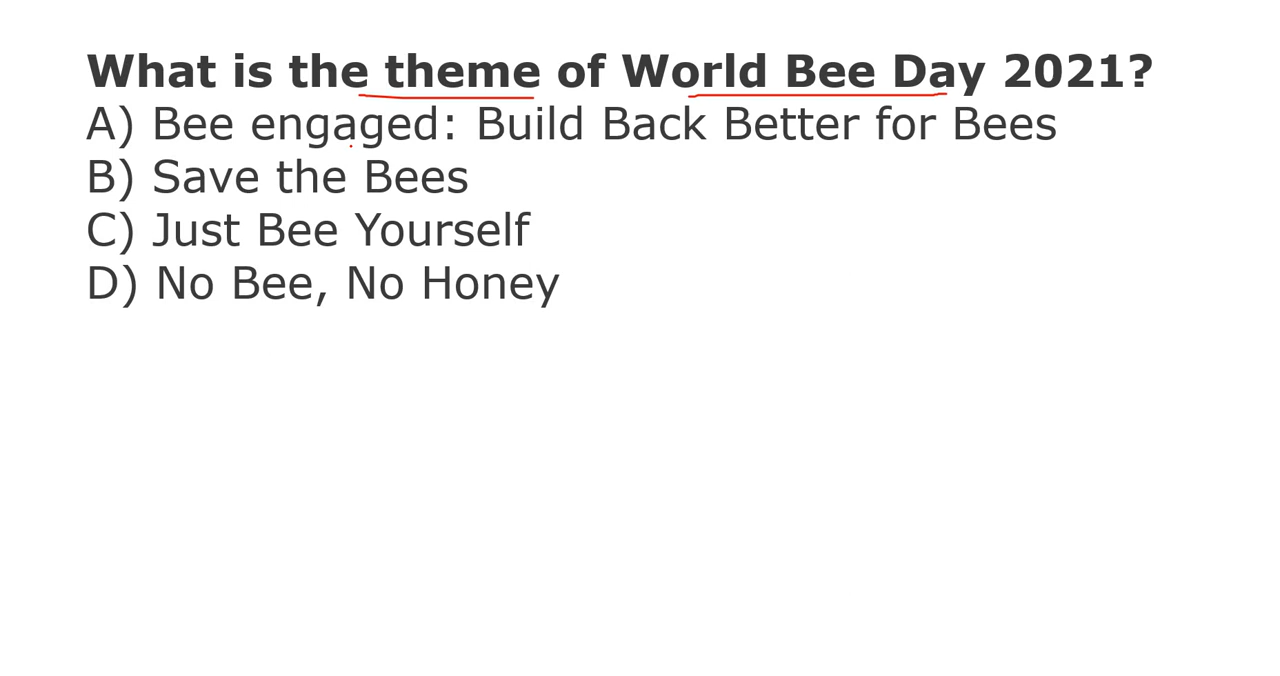 What is the theme of World Bee Day 2021?
A) Bee engaged: Build Back Better for Bees
B) Save the Bees
C) Just Bee Yourself
D) No Bee, No Honey